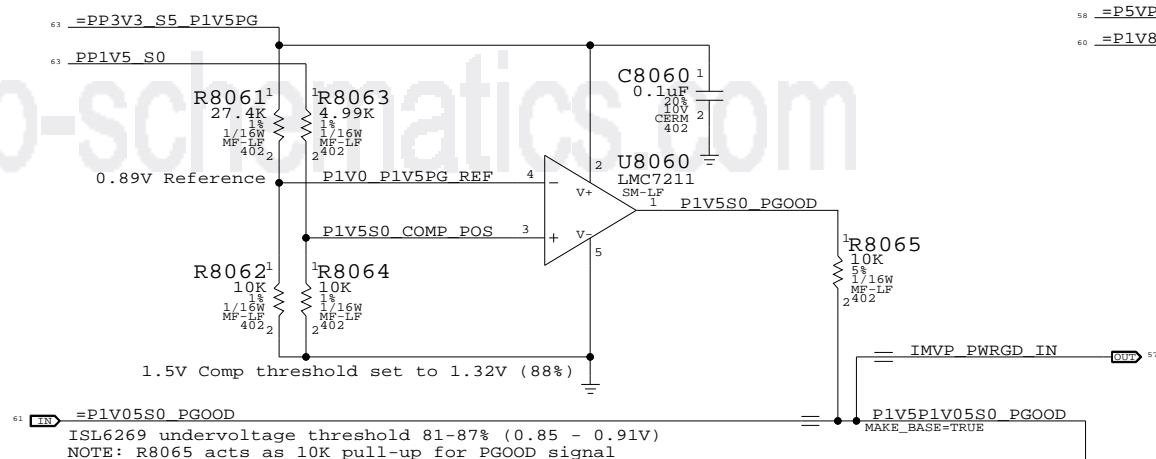 63 =PP3V3_S5_P1V5PG
58 =P5VP
60 =P1V8
63 PP1V5_S0
o-schematics.com
C8060 1
0.1uF
20%
10V
CERM
402
2
R8061 1
27.4K
1%
1/16W
MF-LF
402 2
1 R8063
4.99K
1%
1/16W
MF-LF
2 402
U8060
LMC7211
SM-LF
2
V+
0.89V Reference
P1V0_P1V5PG_REF 4
1 P1V5S0_PGOOD
P1V5S0_COMP_POS 3
V-
5
R8062 1
10K
1%
1/16W
MF-LF
402 2
1 R8064
10K
1%
1/16W
MF-LF
2 402
1 R8065
10K
5%
1/16W
MF-LF
2 402
IMVP_PWRGD_IN OUT 57
1.5V Comp threshold set to 1.32V (88%)
61 IN =P1V05S0_PGOOD
P1V5P1V05S0_PGOOD
MAKE_BASE=TRUE
ISL6269 undervoltage threshold 81-87% (0.85 - 0.91V)
NOTE: R8065 acts as 10K pull-up for PGOOD signal